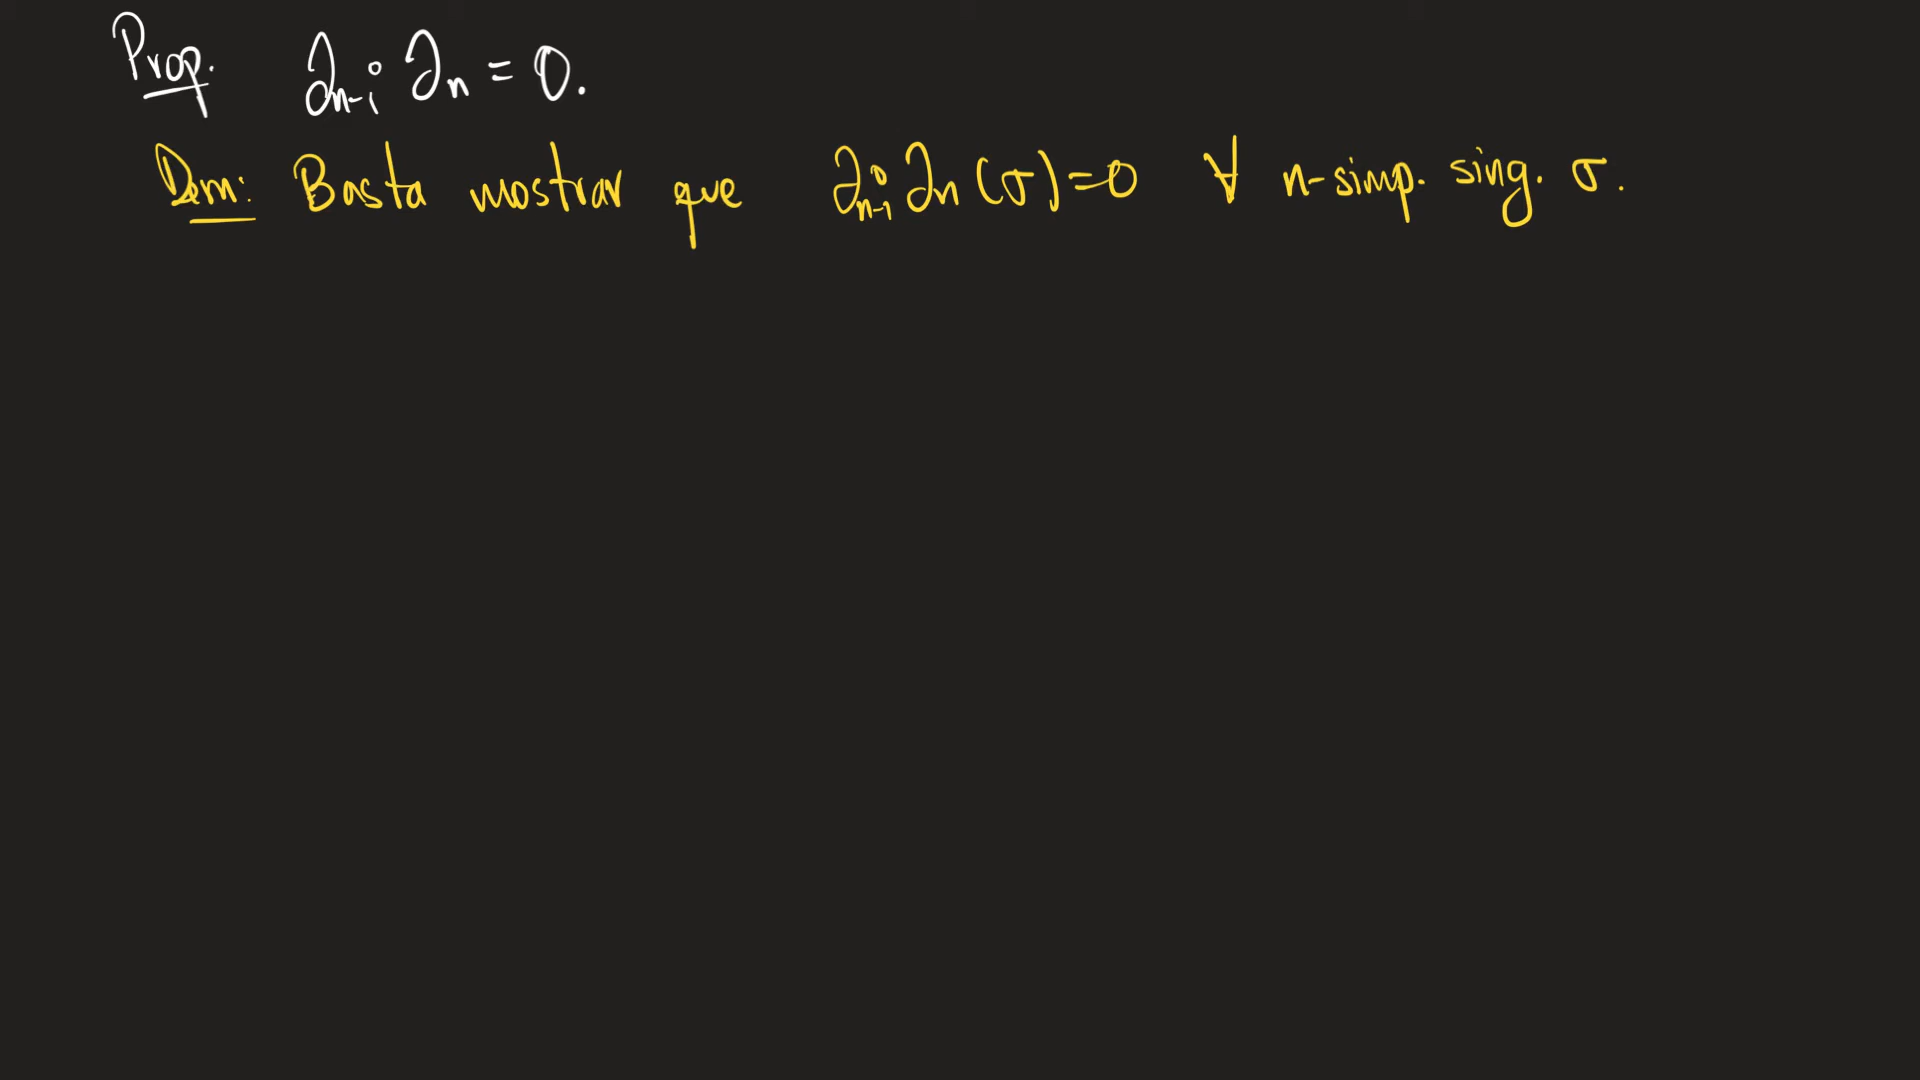 Prop. ∂ₙ₋₁∘∂ₙ = 0.
Dem: Basta mostrar que ∂ₙ₋₁∘∂ₙ(σ)=0 ∀ n-simp. sing. σ.